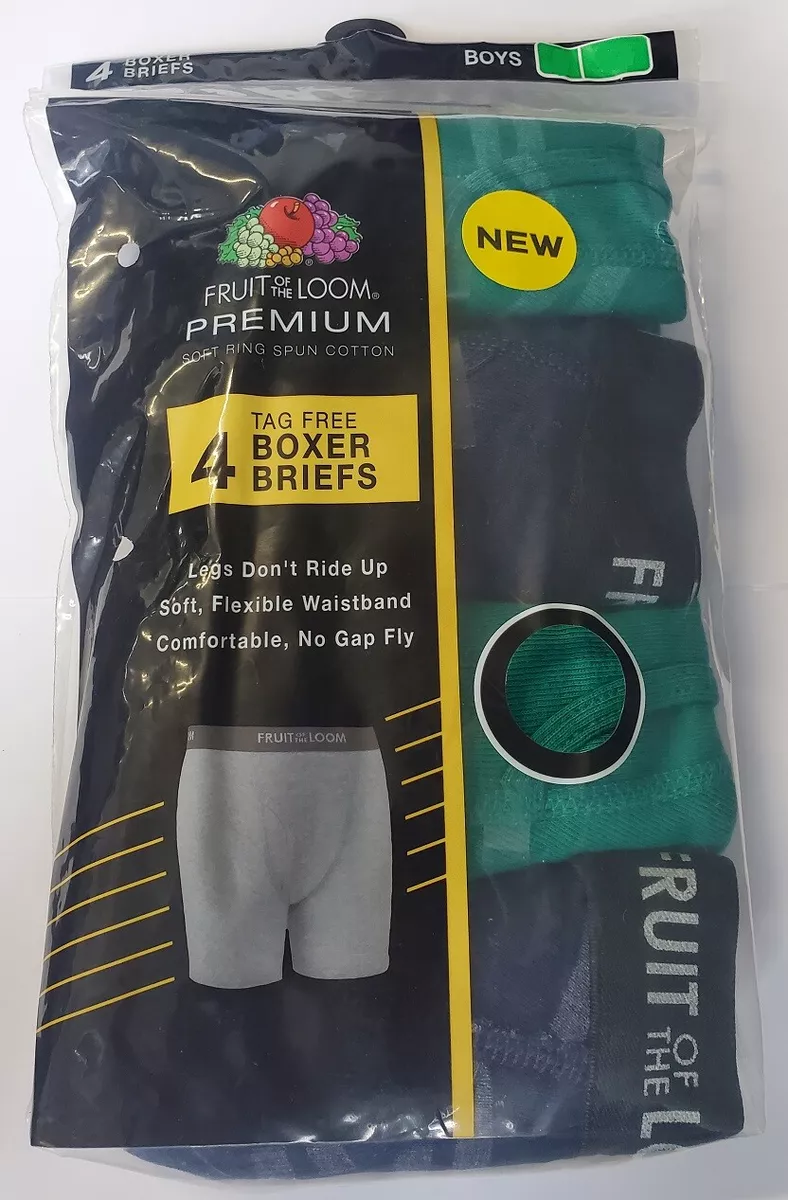 4 BOXER
BRIEFS
BOYS
NEW
FRUIT OF THE LOOM®
PREMIUM
SOFT RING SPUN COTTON
4 TAG FREE
BOXER
BRIEFS
Legs Don't Ride Up
Soft, Flexible Waistband
Comfortable, No Gap Fly
FRUIT OF THE LOOM
FRUIT OF THE LO